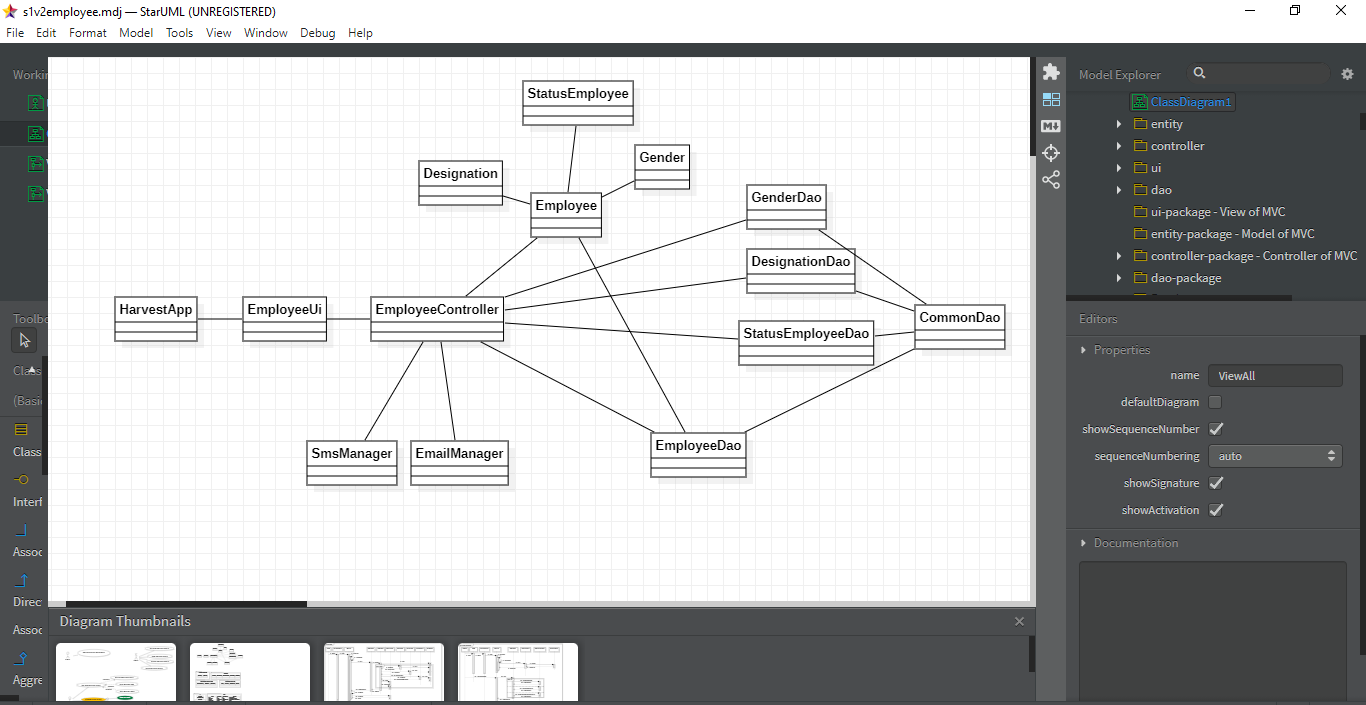 s1v2employee.mdj — StarUML (UNREGISTERED)
File Edit Format Model Tools View Window Debug Help
Workin
StatusEmployee
Designation
Gender
Employee
GenderDao
DesignationDao
HarvestApp
EmployeeUi
EmployeeController
CommonDao
StatusEmployeeDao
SmsManager
EmailManager
EmployeeDao
Toolbo
Class
(Basic
Class
Interf
Assoc
Direc
Assoc
Aggre
Diagram Thumbnails
Model Explorer
ClassDiagram1
entity
controller
ui
dao
ui-package - View of MVC
entity-package - Model of MVC
controller-package - Controller of MVC
dao-package
Editors
Properties
name ViewAll
defaultDiagram
showSequenceNumber
sequenceNumbering auto
showSignature
showActivation
Documentation